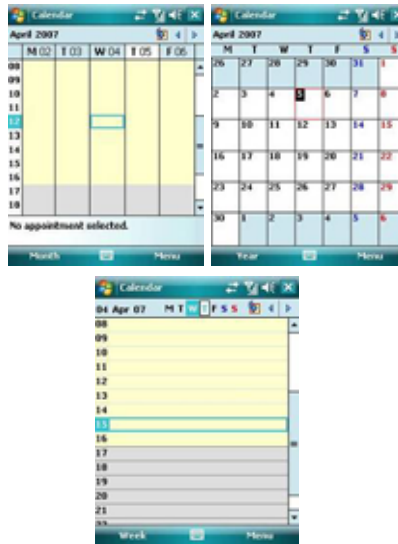 Calendar
April 2007
M 02 T 03 W 04 T 05 F 06
08
09
10
11
12
13
14
15
16
17
18
No appointment selected.
Month Menu
Calendar
April 2007
M T W T F S S
26 27 28 29 30 31 1
2 3 4 5 6 7 8
9 10 11 12 13 14 15
16 17 18 19 20 21 22
23 24 25 26 27 28 29
30 1 2 3 4 5 6
Year Menu
Calendar
04 Apr 07 M T W T F S S
08
09
10
11
12
13
14
15
16
17
18
19
20
21
22
Week Menu